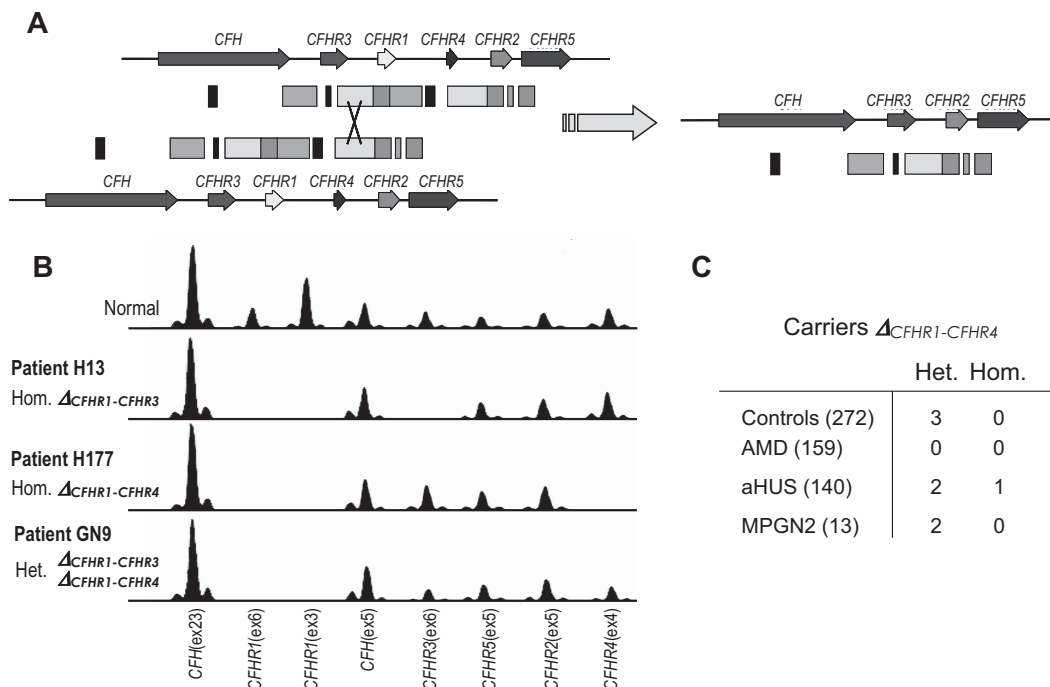 A
CFH CFHR3 CFHR1 CFHR4 CFHR2 CFHR5
CFH CFHR3 CFHR2 CFHR5
CFH CFHR3 CFHR1 CFHR4 CFHR2 CFHR5
B
Normal
Patient H13
Hom. ΔCFHR1-CFHR3
Patient H177
Hom. ΔCFHR1-CFHR4
Patient GN9
Het. ΔCFHR1-CFHR3
ΔCFHR1-CFHR4
CFH(ex23)
CFHR1(ex6)
CFHR1(ex3)
CFH(ex5)
CFHR3(ex6)
CFHR5(ex5)
CFHR2(ex5)
CFHR4(ex4)
C
Carriers ΔCFHR1-CFHR4
Het. Hom.
Controls (272) 3 0
AMD (159) 0 0
aHUS (140) 2 1
MPGN2 (13) 2 0